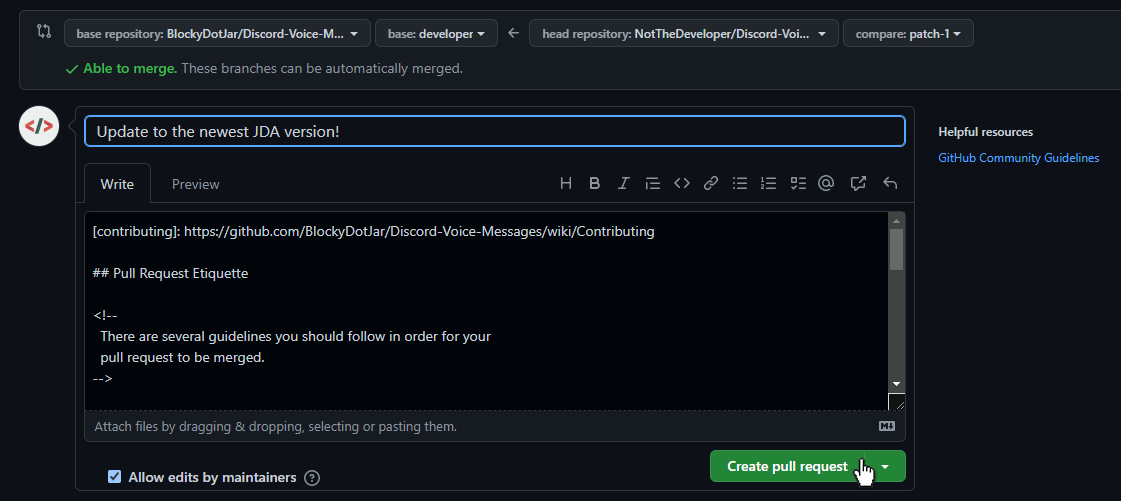 base repository: BlockyDotJar/Discord-Voice-M... base: developer head repository: NotTheDeveloper/Discord-Voi... compare: patch-1
Able to merge. These branches can be automatically merged.
</>
Update to the newest JDA version!
Helpful resources
GitHub Community Guidelines
Write Preview
[contributing]: https://github.com/BlockyDotJar/Discord-Voice-Messages/wiki/Contributing
## Pull Request Etiquette
<!--
There are several guidelines you should follow in order for your
pull request to be merged.
-->
Attach files by dragging & dropping, selecting or pasting them.
Allow edits by maintainers ?
Create pull request